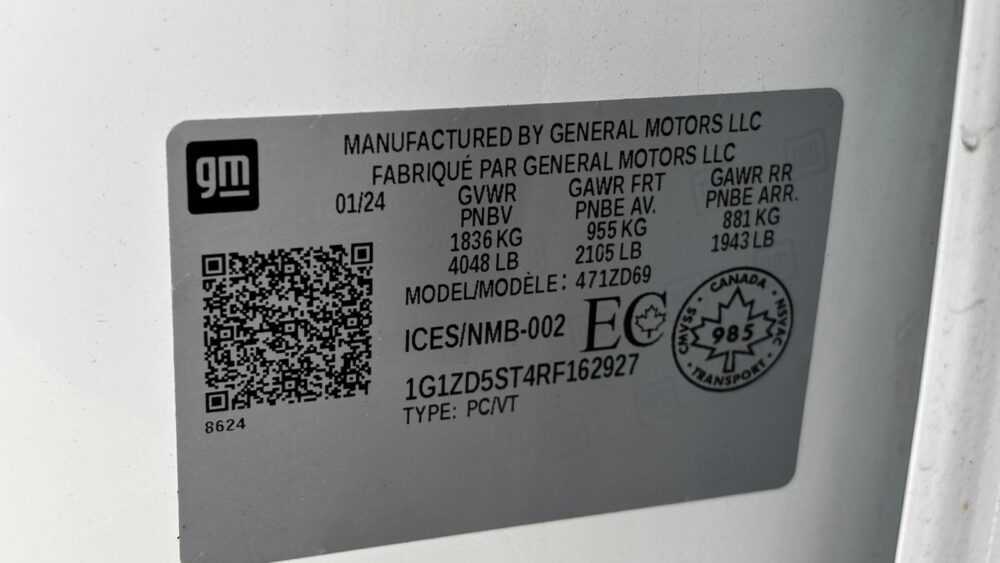 gm
MANUFACTURED BY GENERAL MOTORS LLC
FABRIQUÉ PAR GENERAL MOTORS LLC
01/24
GVWR
PNBV
1836 KG
4048 LB
GAWR FRT
PNBE AV.
955 KG
2105 LB
GAWR RR
PNBE ARR.
881 KG
1943 LB
MODEL/MODÈLE: 471ZD69
ICES/NMB-002
EC
CANADA
CMVSS
985
NSVAC
TRANSPORT
1G1ZD5ST4RF162927
TYPE: PC/VT
8624